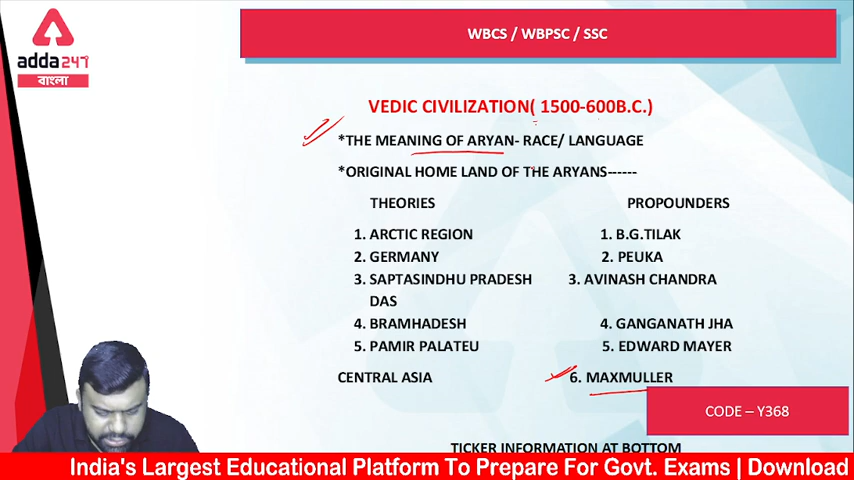 WBCS / WBPSC / SSC
adda247
বাংলা
VEDIC CIVILIZATION( 1500-600B.C.)
*THE MEANING OF ARYAN- RACE/ LANGUAGE
*ORIGINAL HOME LAND OF THE ARYANS------
THEORIES PROPOUNDERS
1. ARCTIC REGION 1. B.G.TILAK
2. GERMANY 2. PEUKA
3. SAPTASINDHU PRADESH 3. AVINASH CHANDRA
DAS
4. BRAMHADESH 4. GANGANATH JHA
5. PAMIR PALATEU 5. EDWARD MAYER
CENTRAL ASIA 6. MAXMULLER
CODE – Y368
TICKER INFORMATION AT BOTTOM
India's Largest Educational Platform To Prepare For Govt. Exams | Download